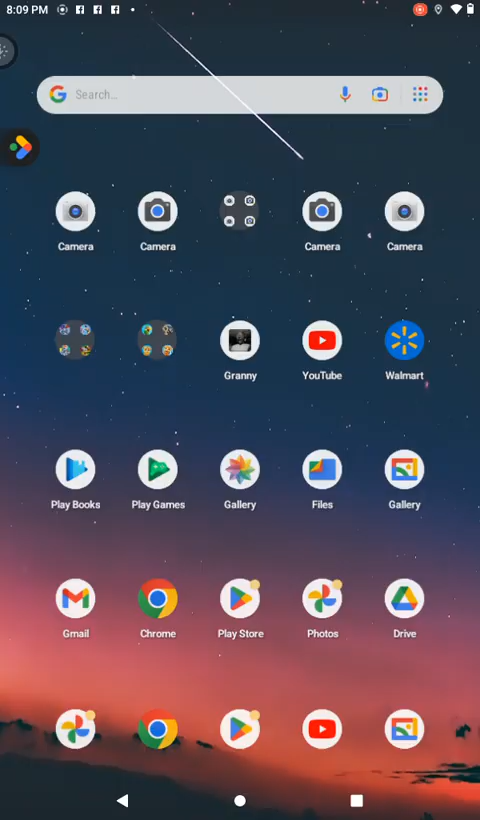 8:09 PM
Search...
Camera
Camera
Camera
Camera
Granny
YouTube
Walmart
Play Books
Play Games
Gallery
Files
Gallery
Gmail
Chrome
Play Store
Photos
Drive